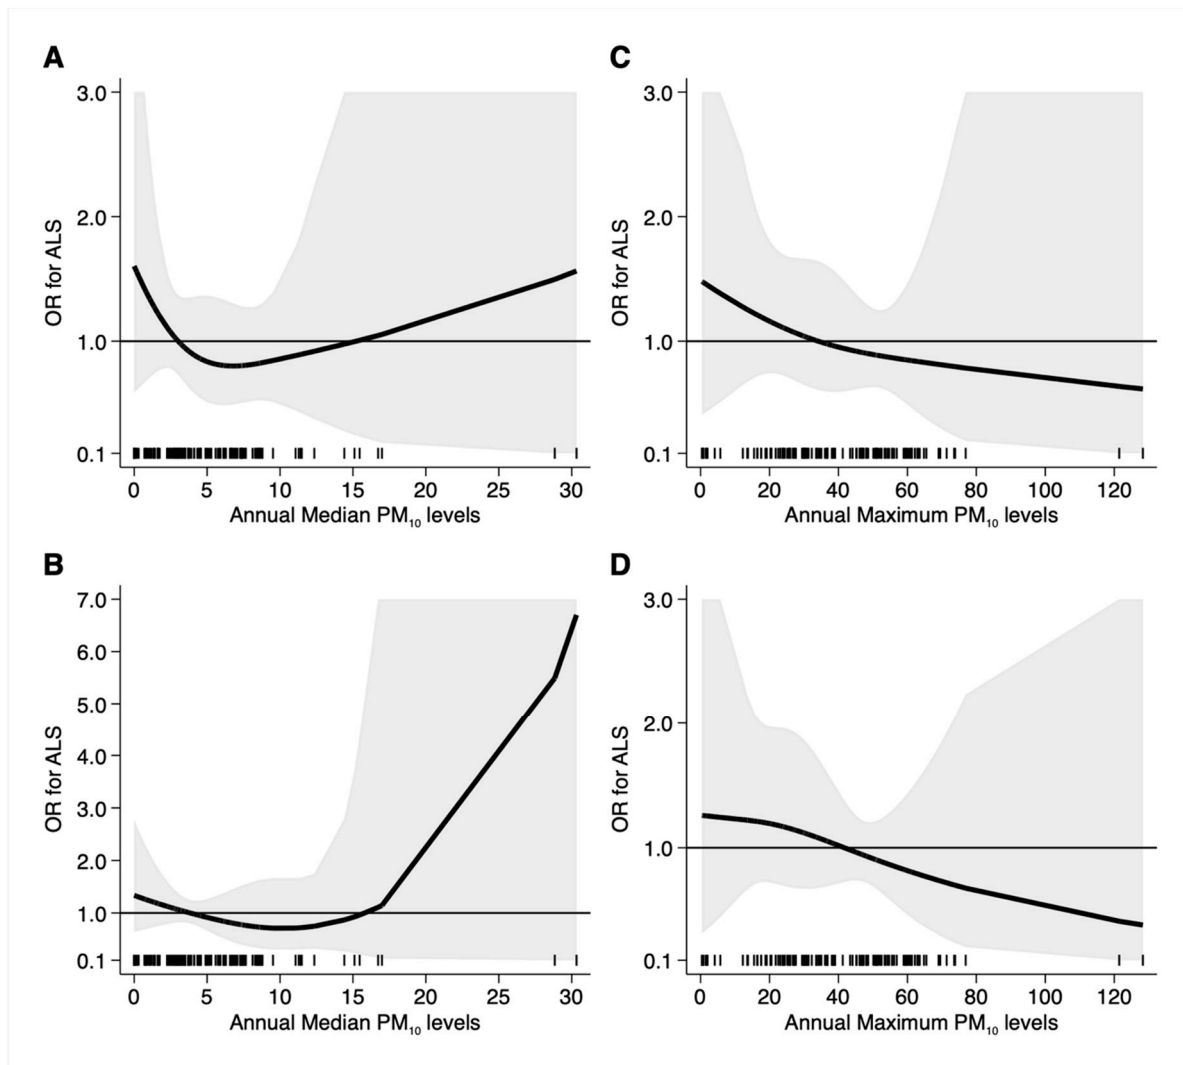 A
OR for ALS
3.0
2.0
1.0
0.1
0 5 10 15 20 25 30
Annual Median PM₁₀ levels
C
OR for ALS
3.0
2.0
1.0
0.1
0 20 40 60 80 100 120
Annual Maximum PM₁₀ levels
B
OR for ALS
7.0
6.0
5.0
4.0
3.0
2.0
1.0
0.1
0 5 10 15 20 25 30
Annual Median PM₁₀ levels
D
OR for ALS
3.0
2.0
1.0
0.1
0 20 40 60 80 100 120
Annual Maximum PM₁₀ levels